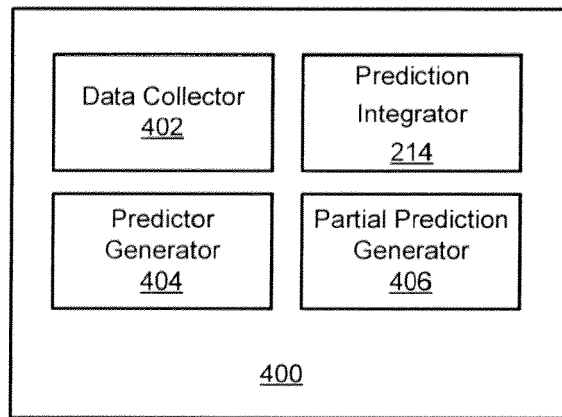 Data Collector
402
Prediction
Integrator
214
Predictor
Generator
404
Partial Prediction
Generator
406
400